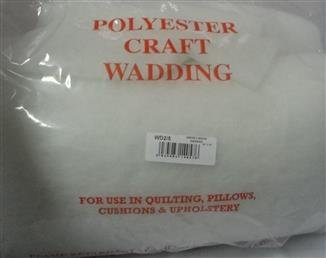 POLYESTER
CRAFT
WADDING
WD2/5
FOR USE IN QUILTING, PILLOWS,
CUSHIONS & UPHOLSTERY